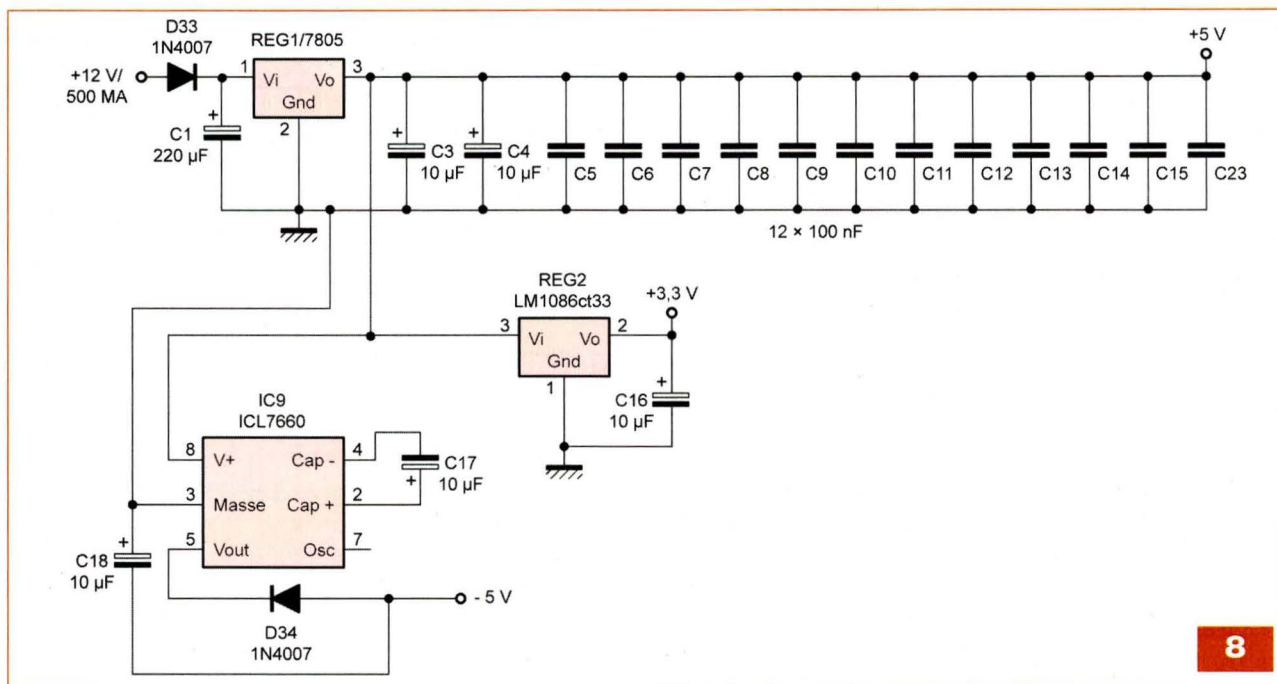 D33
1N4007
REG1/7805
+5 V
+12 V/
500 MA
1
Vi
Vo
3
Gnd
2
+
C1
220 µF
+
C3
10 µF
+
C4
10 µF
C5
C6
C7
C8
C9
C10
C11
C12
C13
C14
C15
C23
12 × 100 nF
REG2
LM1086ct33
+3,3 V
3
Vi
Vo
2
Gnd
1
+
C16
10 µF
IC9
ICL7660
8
V+
Cap -
4
C17
10 µF
+
3
Masse
Cap +
2
5
Vout
Osc
7
+
C18
10 µF
- 5 V
D34
1N4007
8